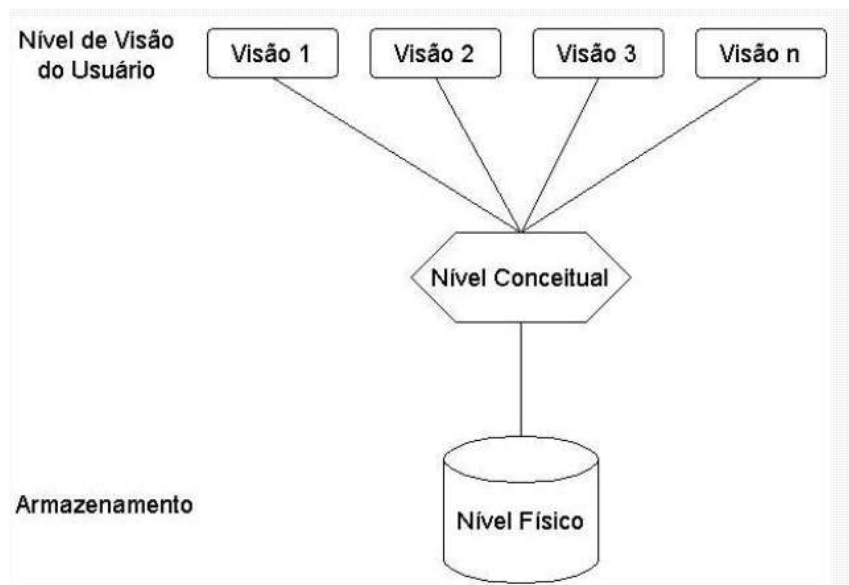 Nível de Visão
do Usuário
Visão 1
Visão 2
Visão 3
Visão n
Nível Conceitual
Armazenamento
Nível Físico